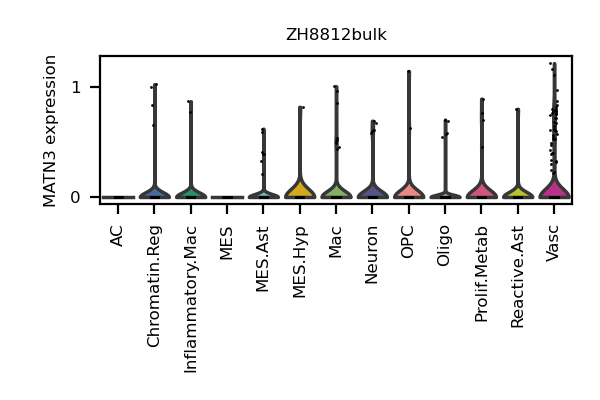 ZH8812bulk
MATN3 expression
1
0
AC
Chromatin.Reg
Inflammatory.Mac
MES
MES.Ast
MES.Hyp
Mac
Neuron
OPC
Oligo
Prolif.Metab
Reactive.Ast
Vasc